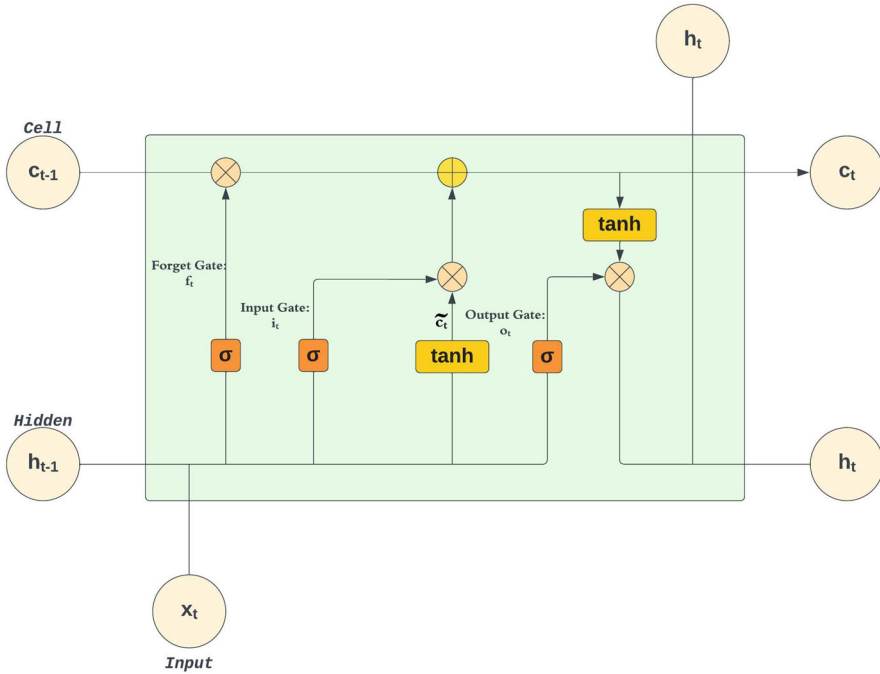 h_t
Cell
c_{t-1}
c_t
tanh
Forget Gate:
f_t
Input Gate:
i_t
c̃_t
Output Gate:
o_t
σ
σ
tanh
σ
Hidden
h_{t-1}
h_t
x_t
Input